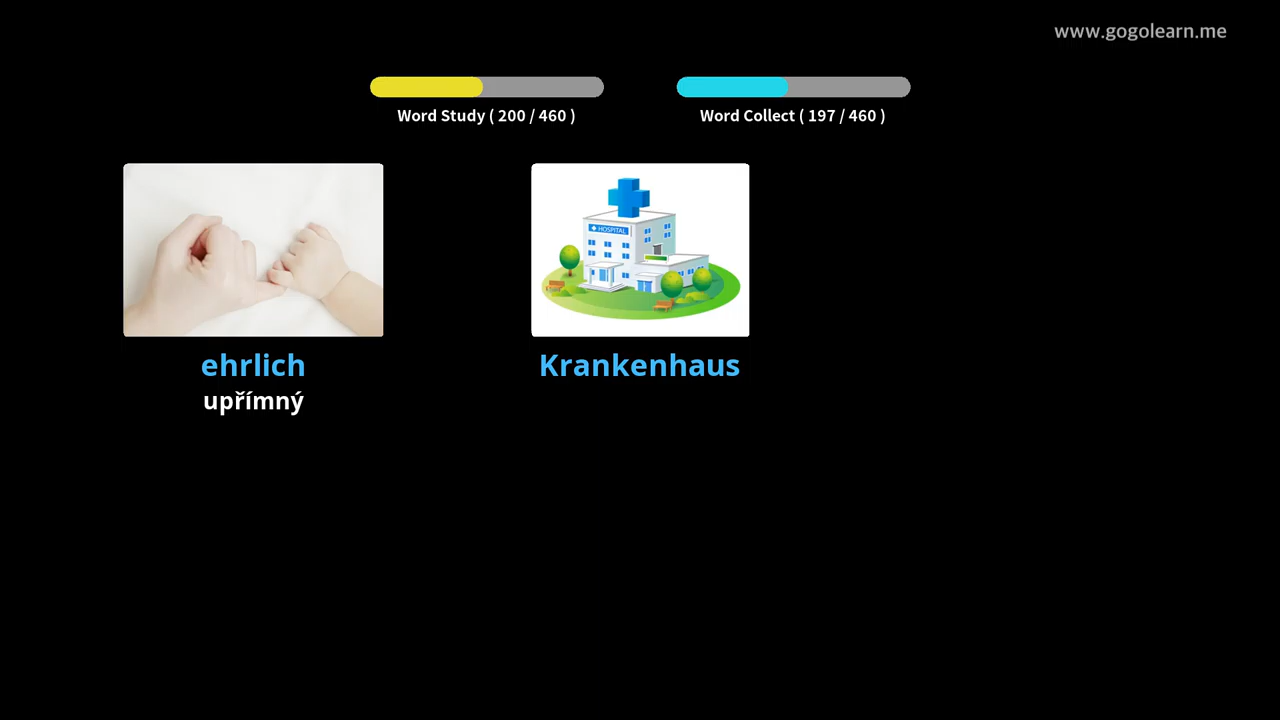 www.gogolearn.me
Word Study ( 200 / 460 )
Word Collect ( 197 / 460 )
HOSPITAL
ehrlich
Krankenhaus
upřímný